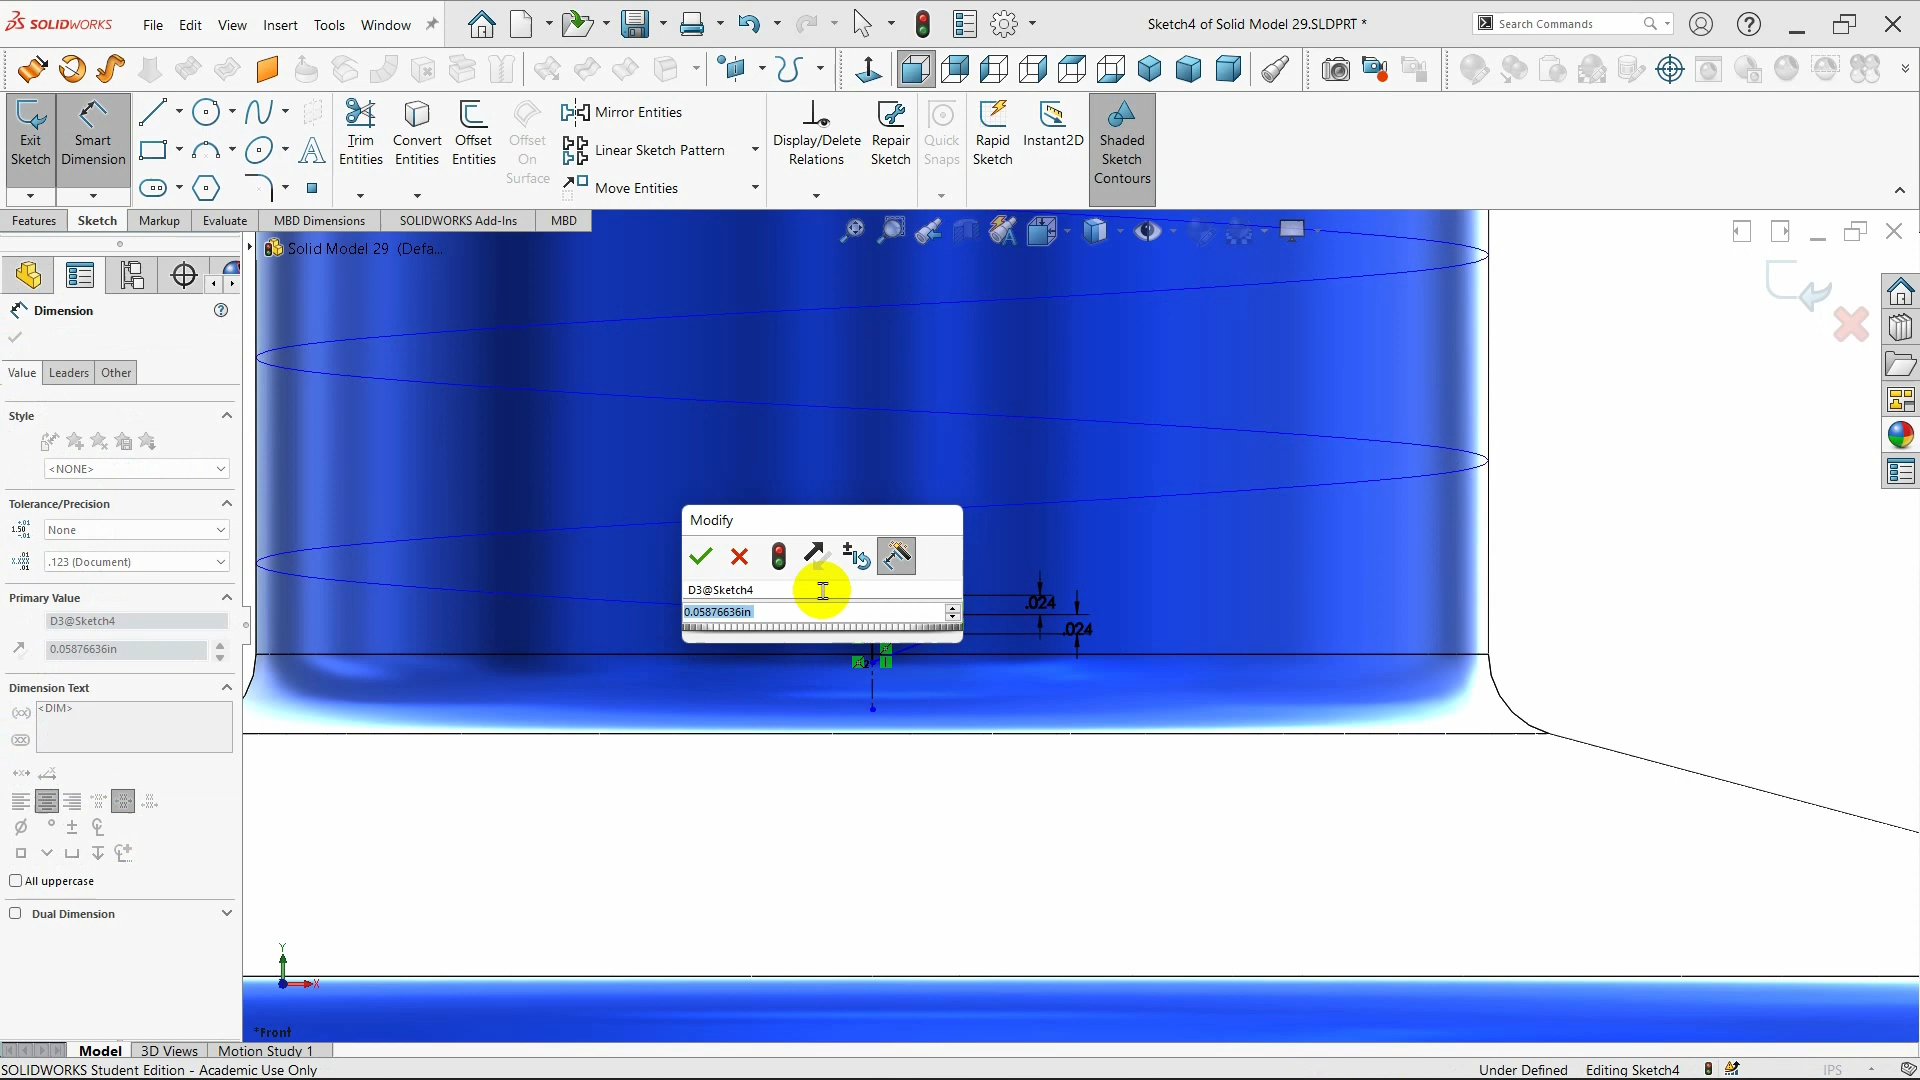 SOLIDWORKS File Edit View Insert Tools Window Sketch4 of Solid Model 29.SLDPRT * Search Commands
Exit Sketch
Smart Dimension
Trim Entities
Convert Entities
Offset Entities
Offset On Surface
Mirror Entities
Linear Sketch Pattern
Move Entities
Display/Delete Relations
Repair Sketch
Quick Snaps
Rapid Sketch
Instant2D
Shaded Sketch Contours
Features Sketch Markup Evaluate MBD Dimensions SOLIDWORKS Add-Ins MBD
Solid Model 29 (Defa...
Dimension
Value Leaders Other
Style
<NONE>
Tolerance/Precision
None
.123 (Document)
Primary Value
D3@Sketch4
0.05876636in
Dimension Text
<DIM>
All uppercase
Dual Dimension
Modify
D3@Sketch4
0.05876636in
.024
.024
Y
X
*Front
Model 3D Views Motion Study 1
SOLIDWORKS Student Edition - Academic Use Only Under Defined Editing Sketch4 IPS